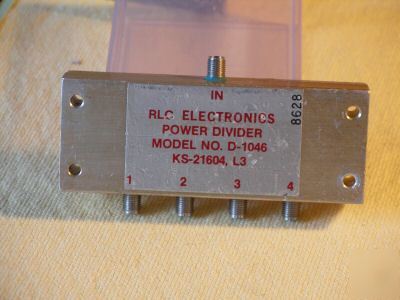 IN
RLC ELECTRONICS
POWER DIVIDER
MODEL NO. D-1046
KS-21604, L3
8628
1 2 3 4